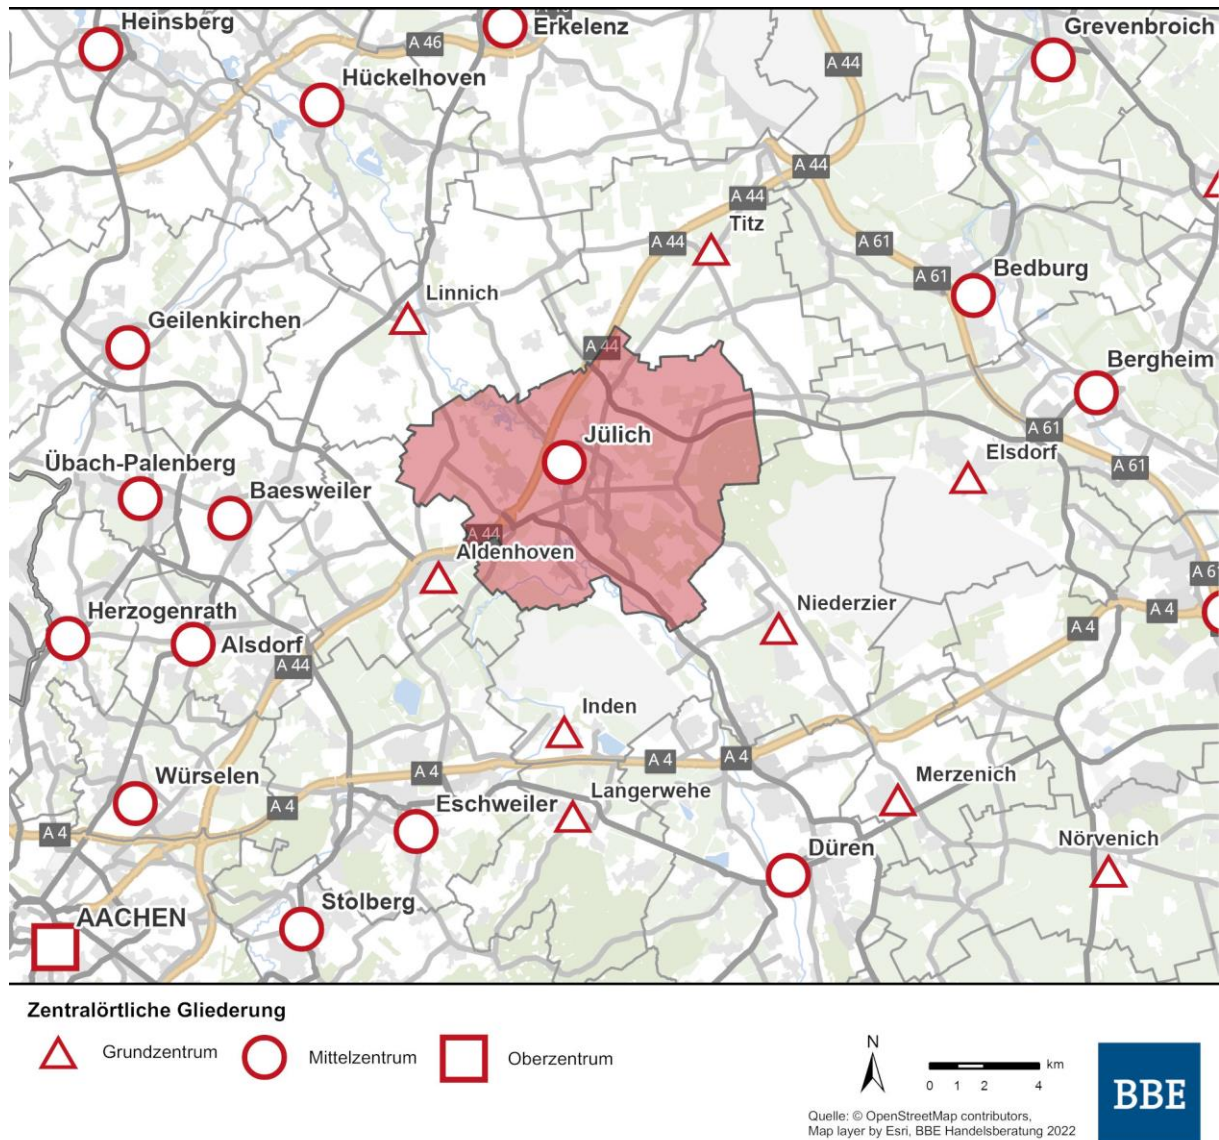 Heinsberg
Erkelenz
Grevenbroich
A 46
A 44
Hückelhoven
A 44
A 44
Titz
A 44
A 61
A 61
Bedburg
Linnich
Geilenkirchen
A 44
Bergheim
Jülich
A 61
Elsdorf
A 61
Übach-Palenberg
Baesweiler
A 44
Aldenhoven
A 61
Herzogenrath
Niederzier
A 4
A 4
Alsdorf
A 44
Inden
A 4
A 4
A 4
Würselen
Eschweiler
Langerwehe
Merzenich
A 4
A 4
Düren
Nörvenich
Stolberg
AACHEN
Zentralörtliche Gliederung
Grundzentrum
Mittelzentrum
Oberzentrum
N
km
0 1 2 4
BBE
Quelle: © OpenStreetMap contributors,
Map layer by Esri, BBE Handelsberatung 2022